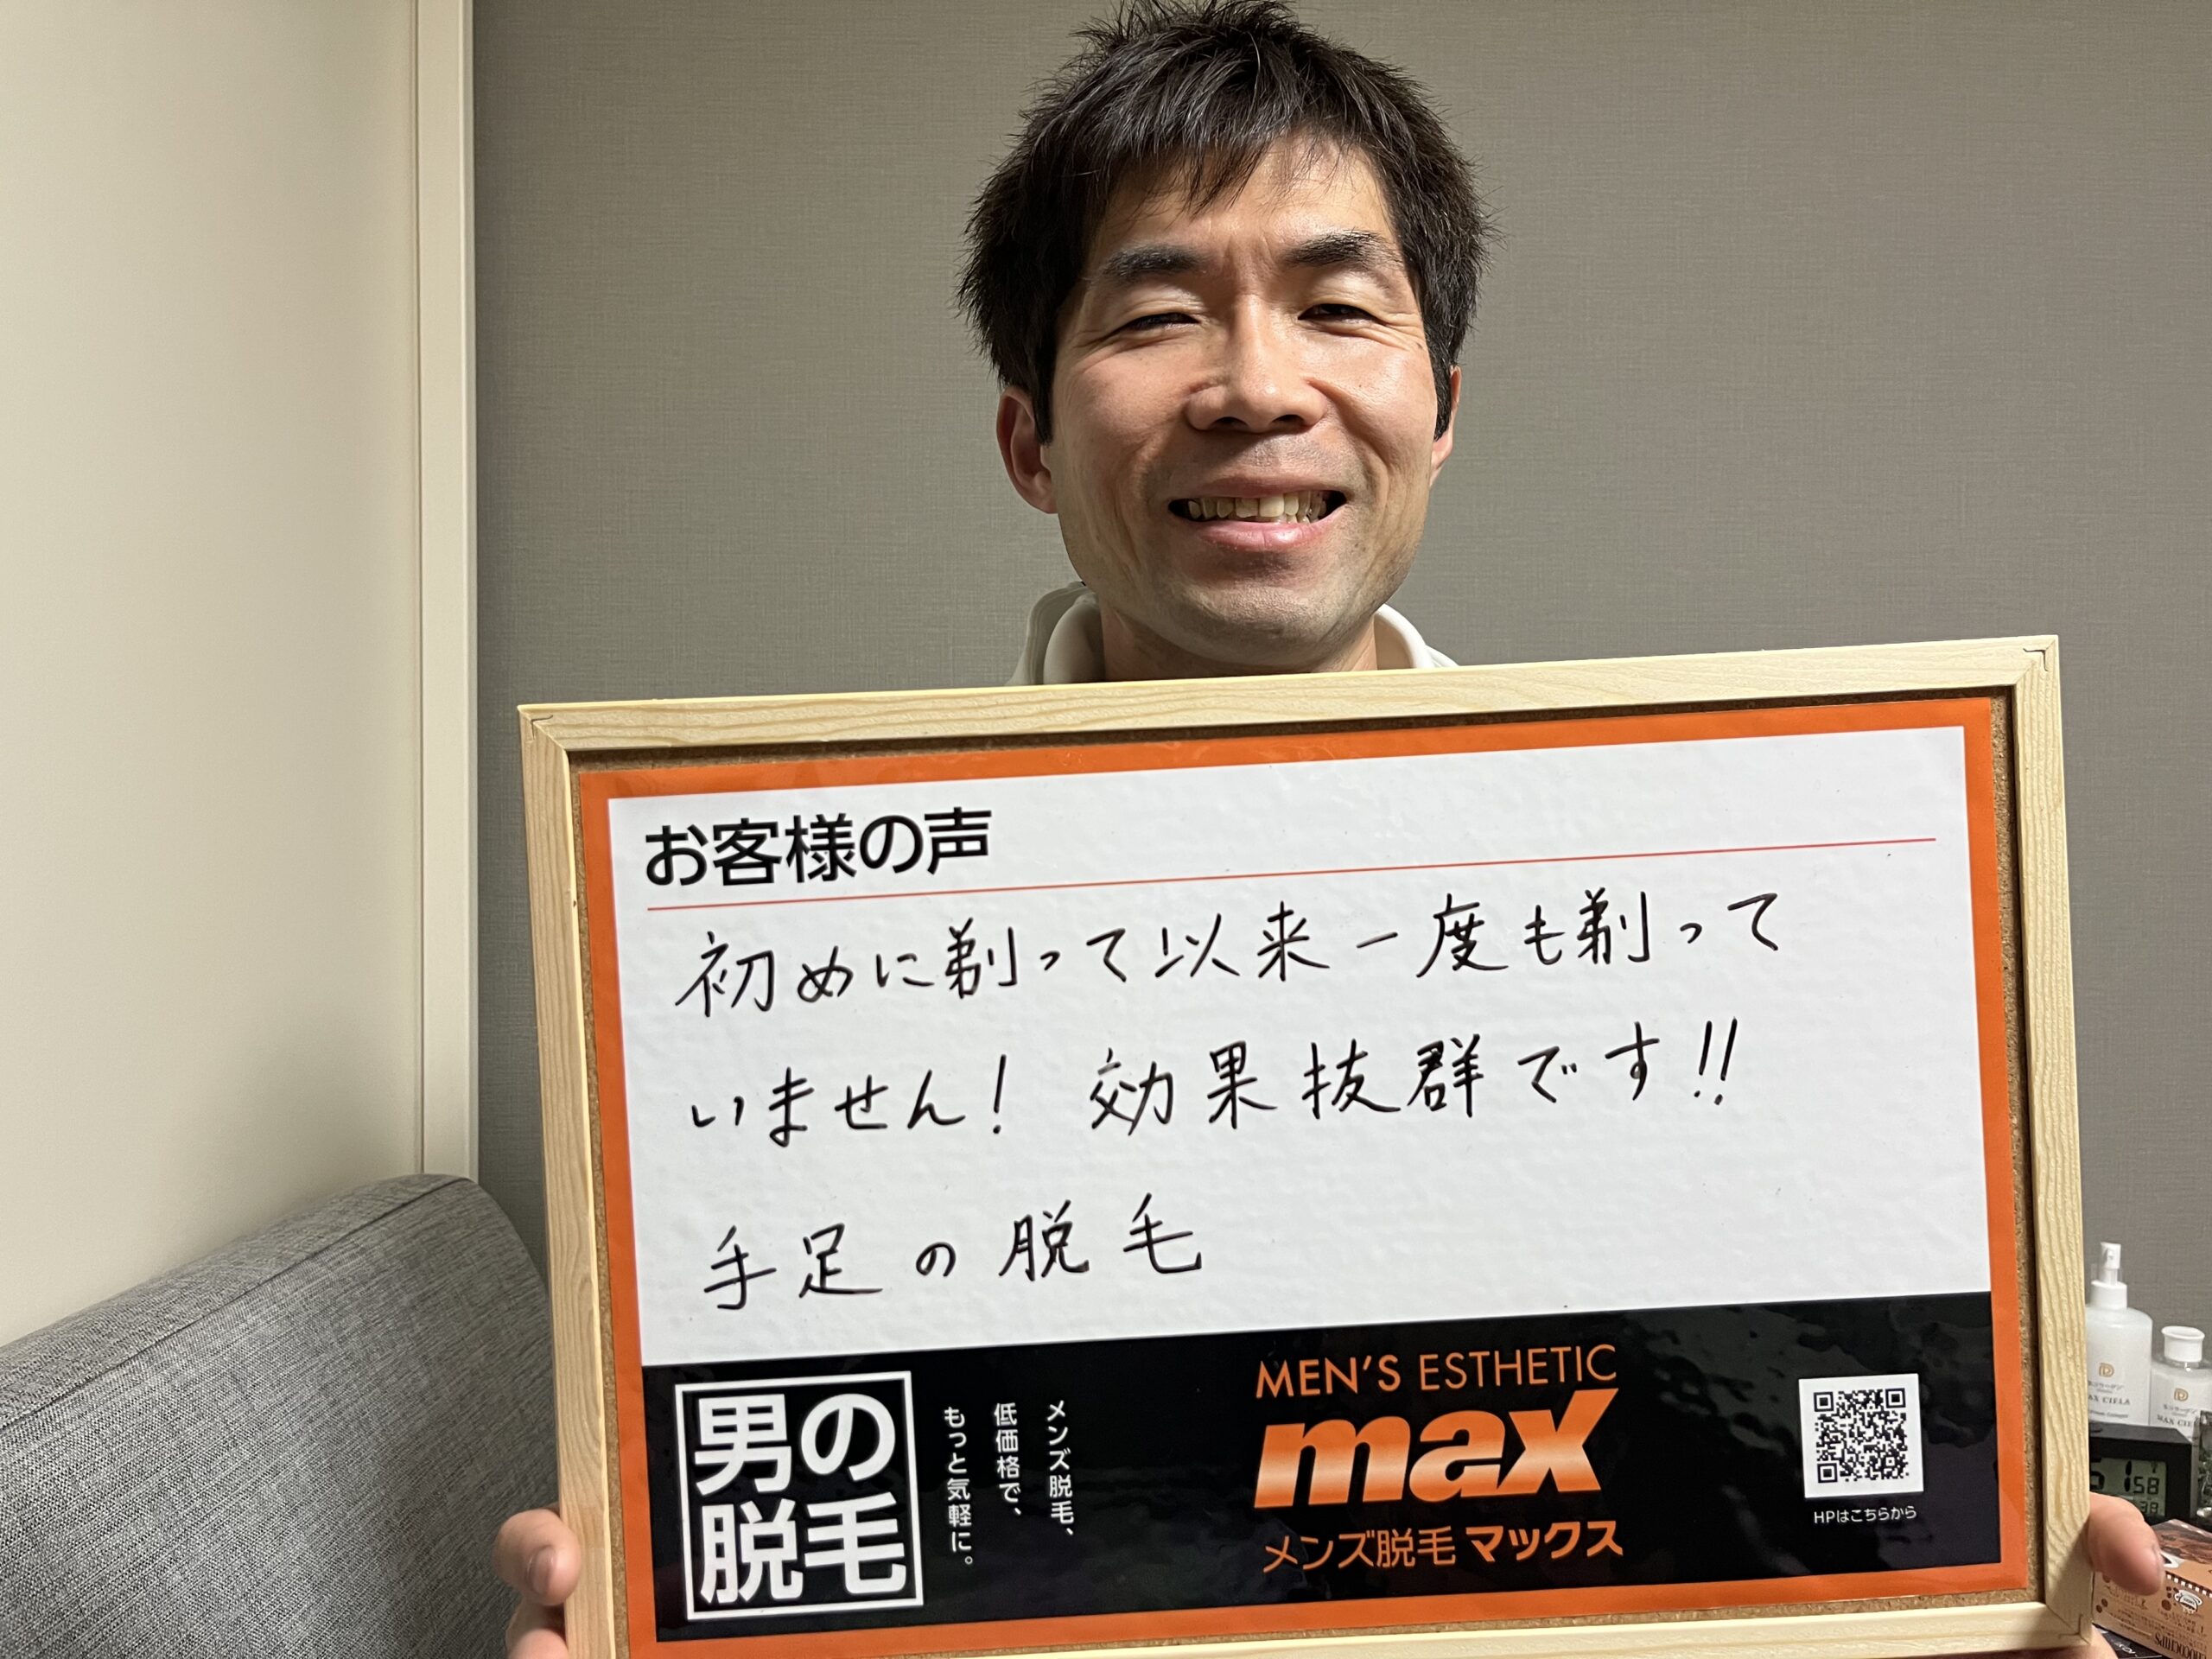 お客様の声
初めに剃って以来一度も剃って
いません! 効果抜群です!!
手足の脱毛
男の
脱毛
メンズ脱毛、
低価格で、
もっと気軽に。
MEN'S ESTHETIC
max
メンズ脱毛 マックス
HPはこちらから